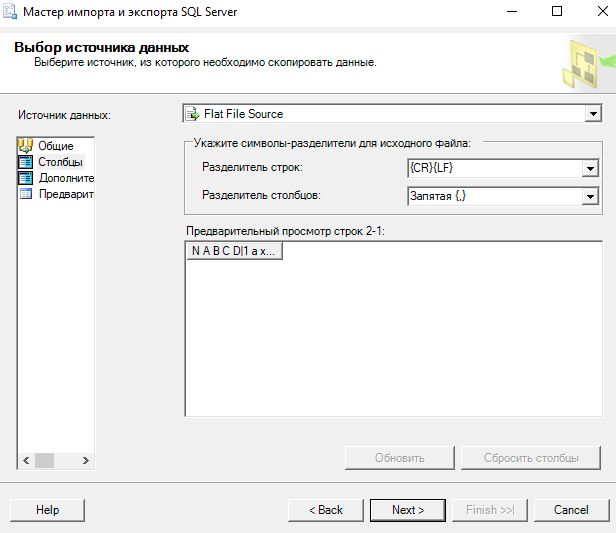 Мастер импорта и экспорта SQL Server
Выбор источника данных
Выберите источник, из которого необходимо скопировать данные.
Источник данных:
Flat File Source
Общие
Столбцы
Дополните
Предварит
Укажите символы-разделители для исходного файла:
Разделитель строк:
{CR}{LF}
Разделитель столбцов:
Запятая {,}
Предварительный просмотр строк 2-1:
N A B C D|1 a x...
Обновить
Сбросить столбцы
Help
< Back
Next >
Finish >>|
Cancel